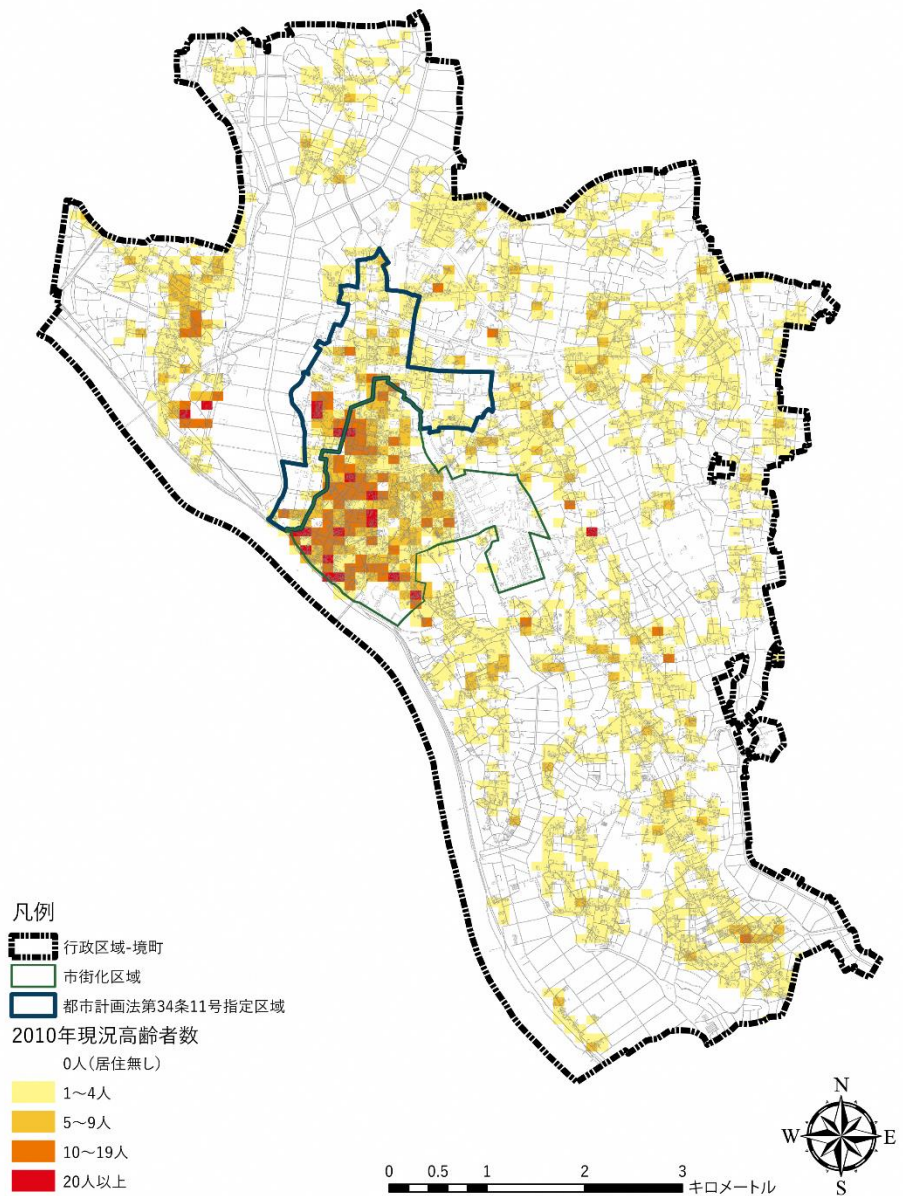 凡例
行政区域-境町
市街化区域
都市計画法第34条11号指定区域
2010年現況高齢者数
0人(居住無し)
1～4人
5～9人
10～19人
20人以上
0 0.5 1 2 3
キロメートル
N
W E
S